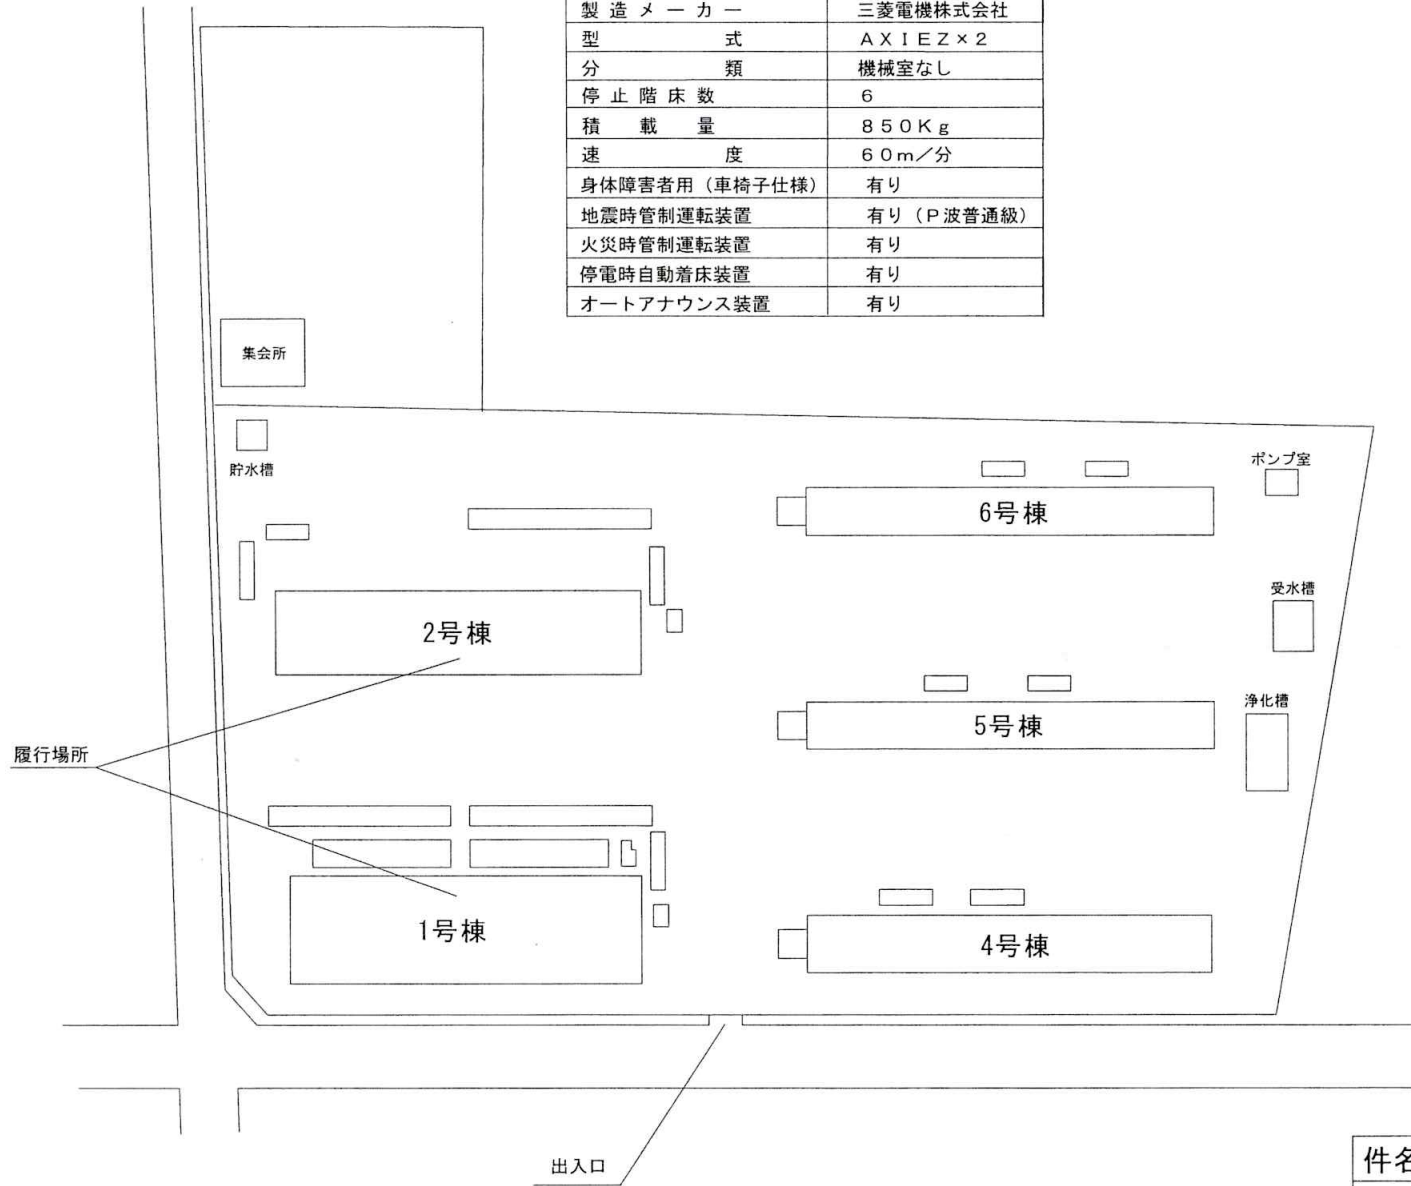 製造メーカー 三菱電機株式会社
型式 ＡＸＩＥＺ×２
分類 機械室なし
停止階床数 ６
積載量 ８５０Ｋｇ
速度 ６０ｍ／分
身体障害者用（車椅子仕様） 有り
地震時管制運転装置 有り（Ｐ波普通級）
火災時管制運転装置 有り
停電時自動着床装置 有り
オートアナウンス装置 有り
集会所
貯水槽
ポンプ室
6号棟
受水槽
2号棟
浄化槽
5号棟
履行場所
1号棟
4号棟
出入口
件名